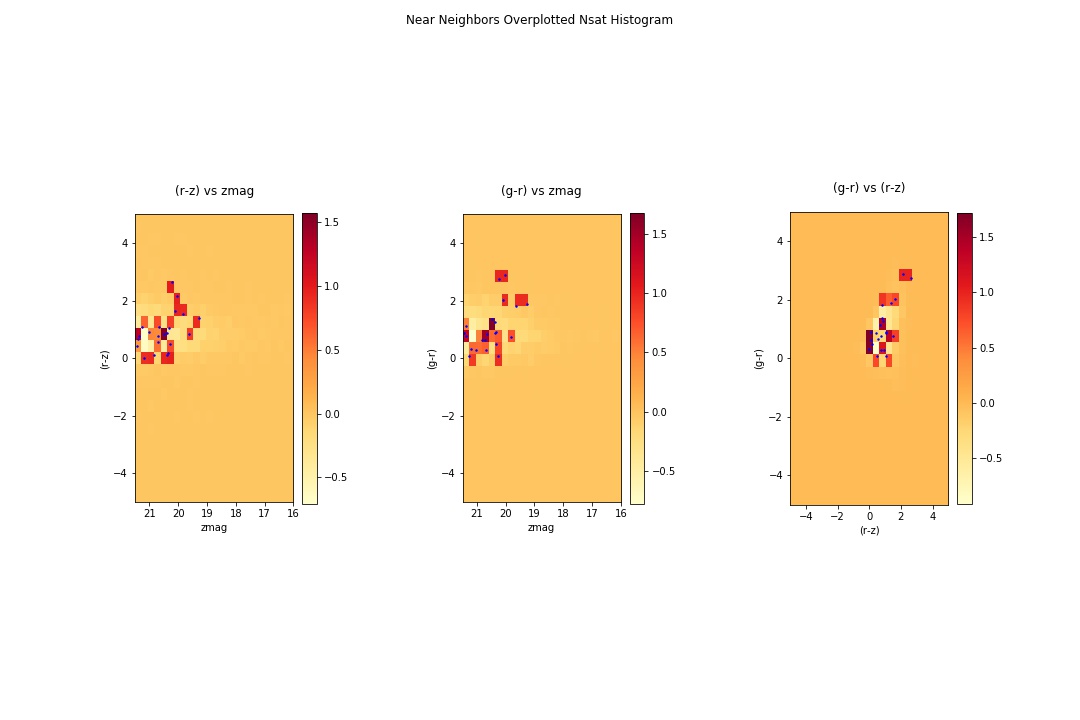 Near Neighbors Overplotted Nsat Histogram
(r-z) vs zmag
(g-r) vs zmag
(g-r) vs (r-z)
4
2
0
−2
−4
(r-z)
21 20 19 18 17 16
zmag
1.5
1.0
0.5
0.0
−0.5
4
2
0
−2
−4
(g-r)
21 20 19 18 17 16
zmag
1.5
1.0
0.5
0.0
−0.5
4
2
0
−2
−4
(g-r)
−4 −2 0 2 4
(r-z)
1.5
1.0
0.5
0.0
−0.5